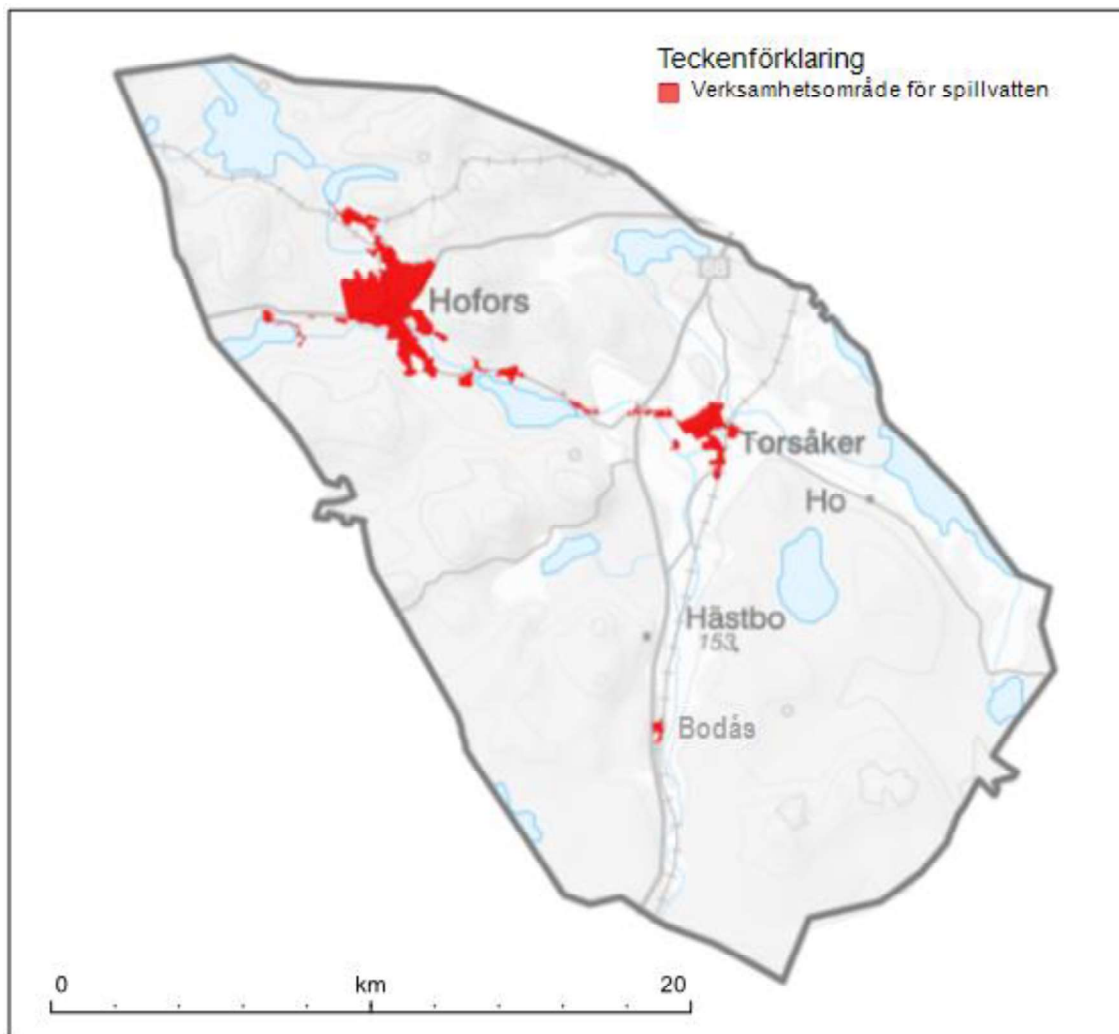 Teckenförklaring
Verksamhetsområde för spillvatten
Hofors
Torsåker
Ho
Hästbo
153
Bodås
0 km 20